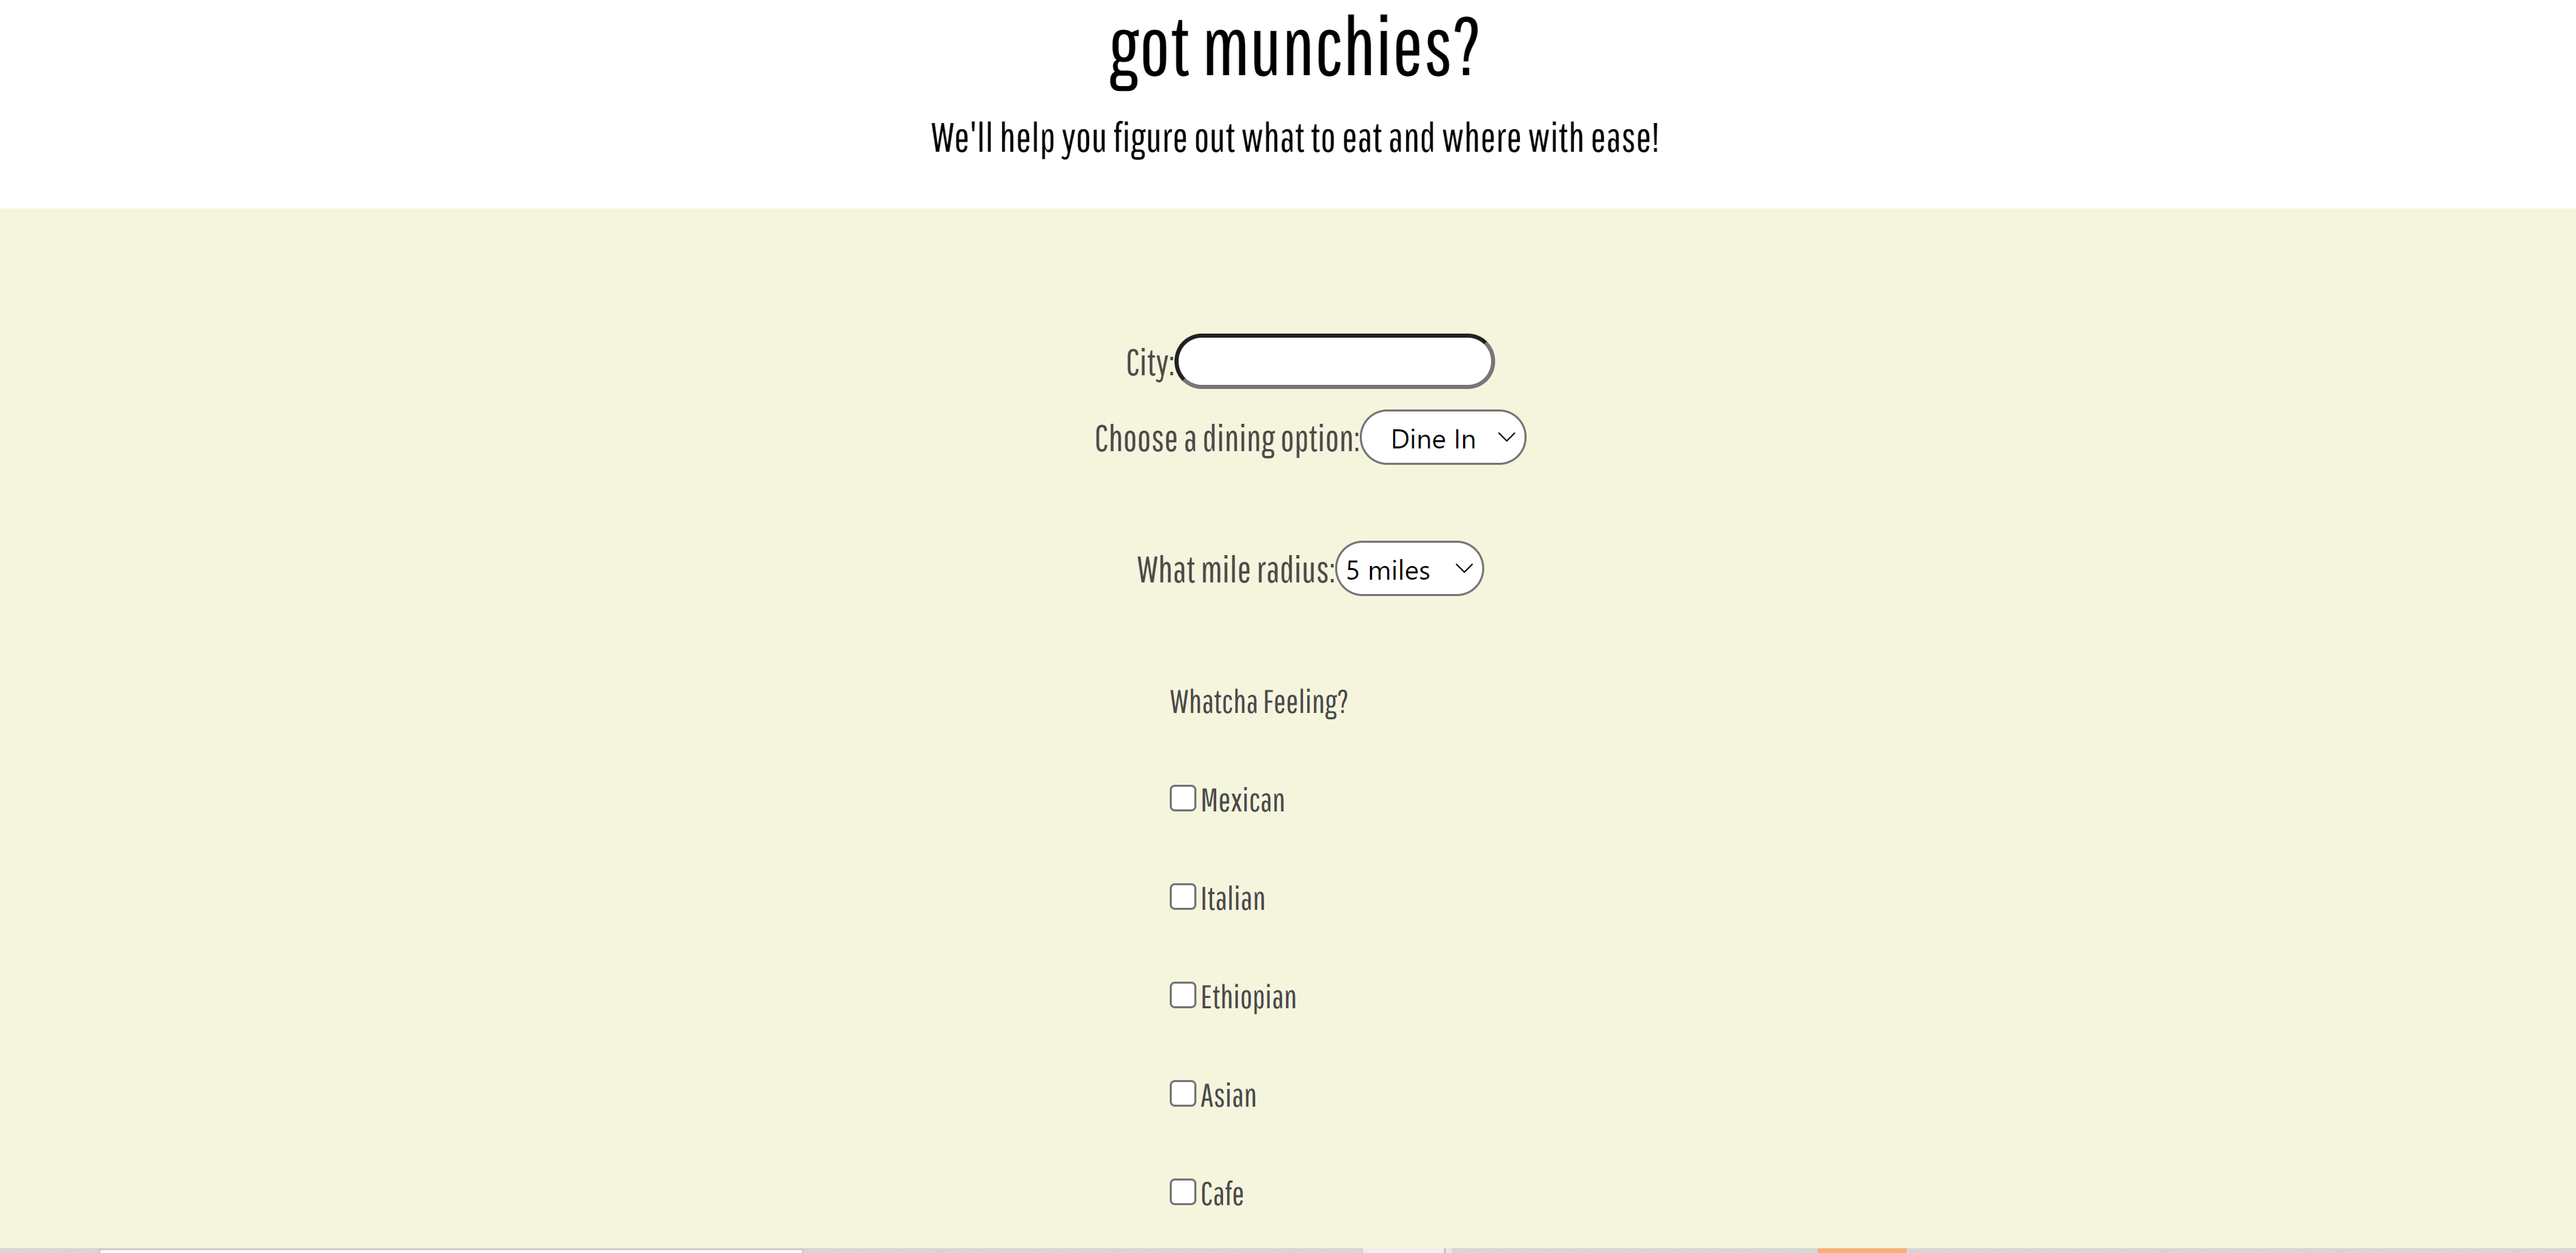 got munchies?
We'll help you figure out what to eat and where with ease!
City:
Choose a dining option: Dine In
What mile radius: 5 miles
Whatcha Feeling?
Mexican
Italian
Ethiopian
Asian
Cafe